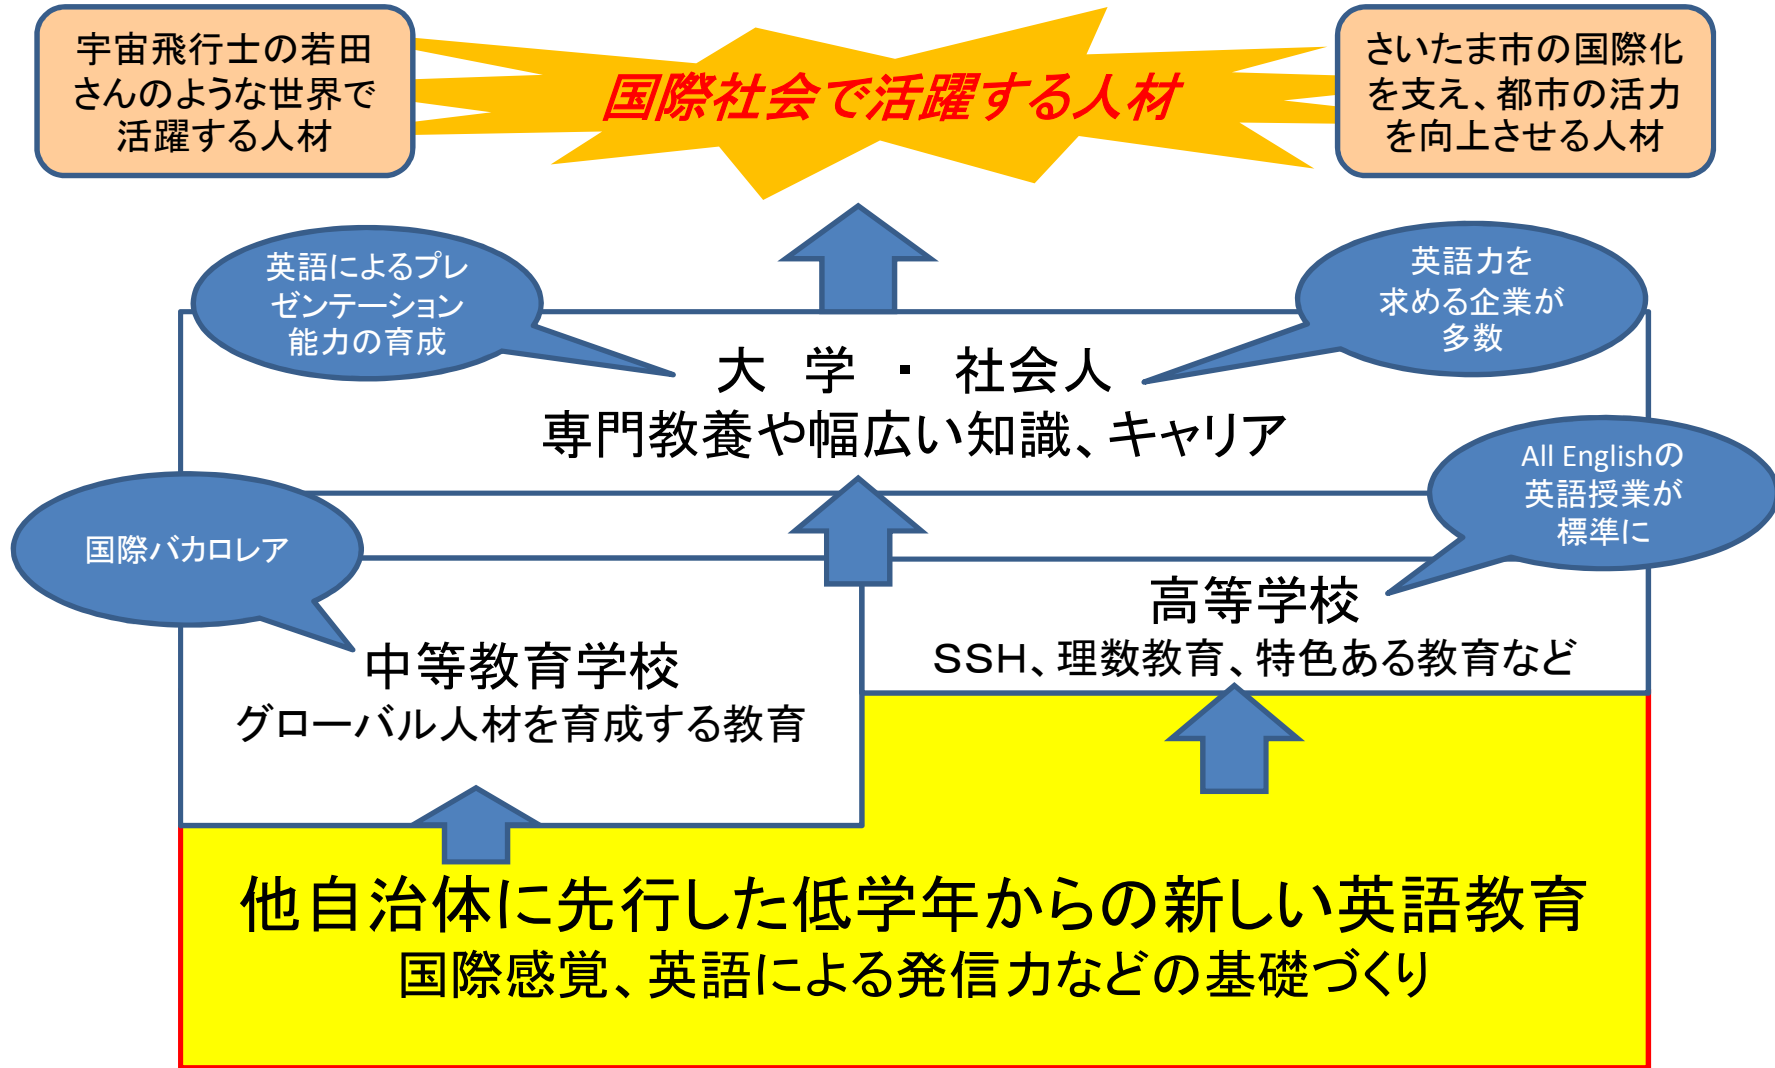 宇宙飛行士の若田
さんのような世界で
活躍する人材
国際社会で活躍する人材
さいたま市の国際化
を支え、都市の活力
を向上させる人材
英語によるプレ
ゼンテーション
能力の育成
英語力を
求める企業が
多数
大 学 ・ 社会人
専門教養や幅広い知識、キャリア
国際バカロレア
All Englishの
英語授業が
標準に
中等教育学校
グローバル人材を育成する教育
高等学校
SSH、理数教育、特色ある教育など
他自治体に先行した低学年からの新しい英語教育
国際感覚、英語による発信力などの基礎づくり